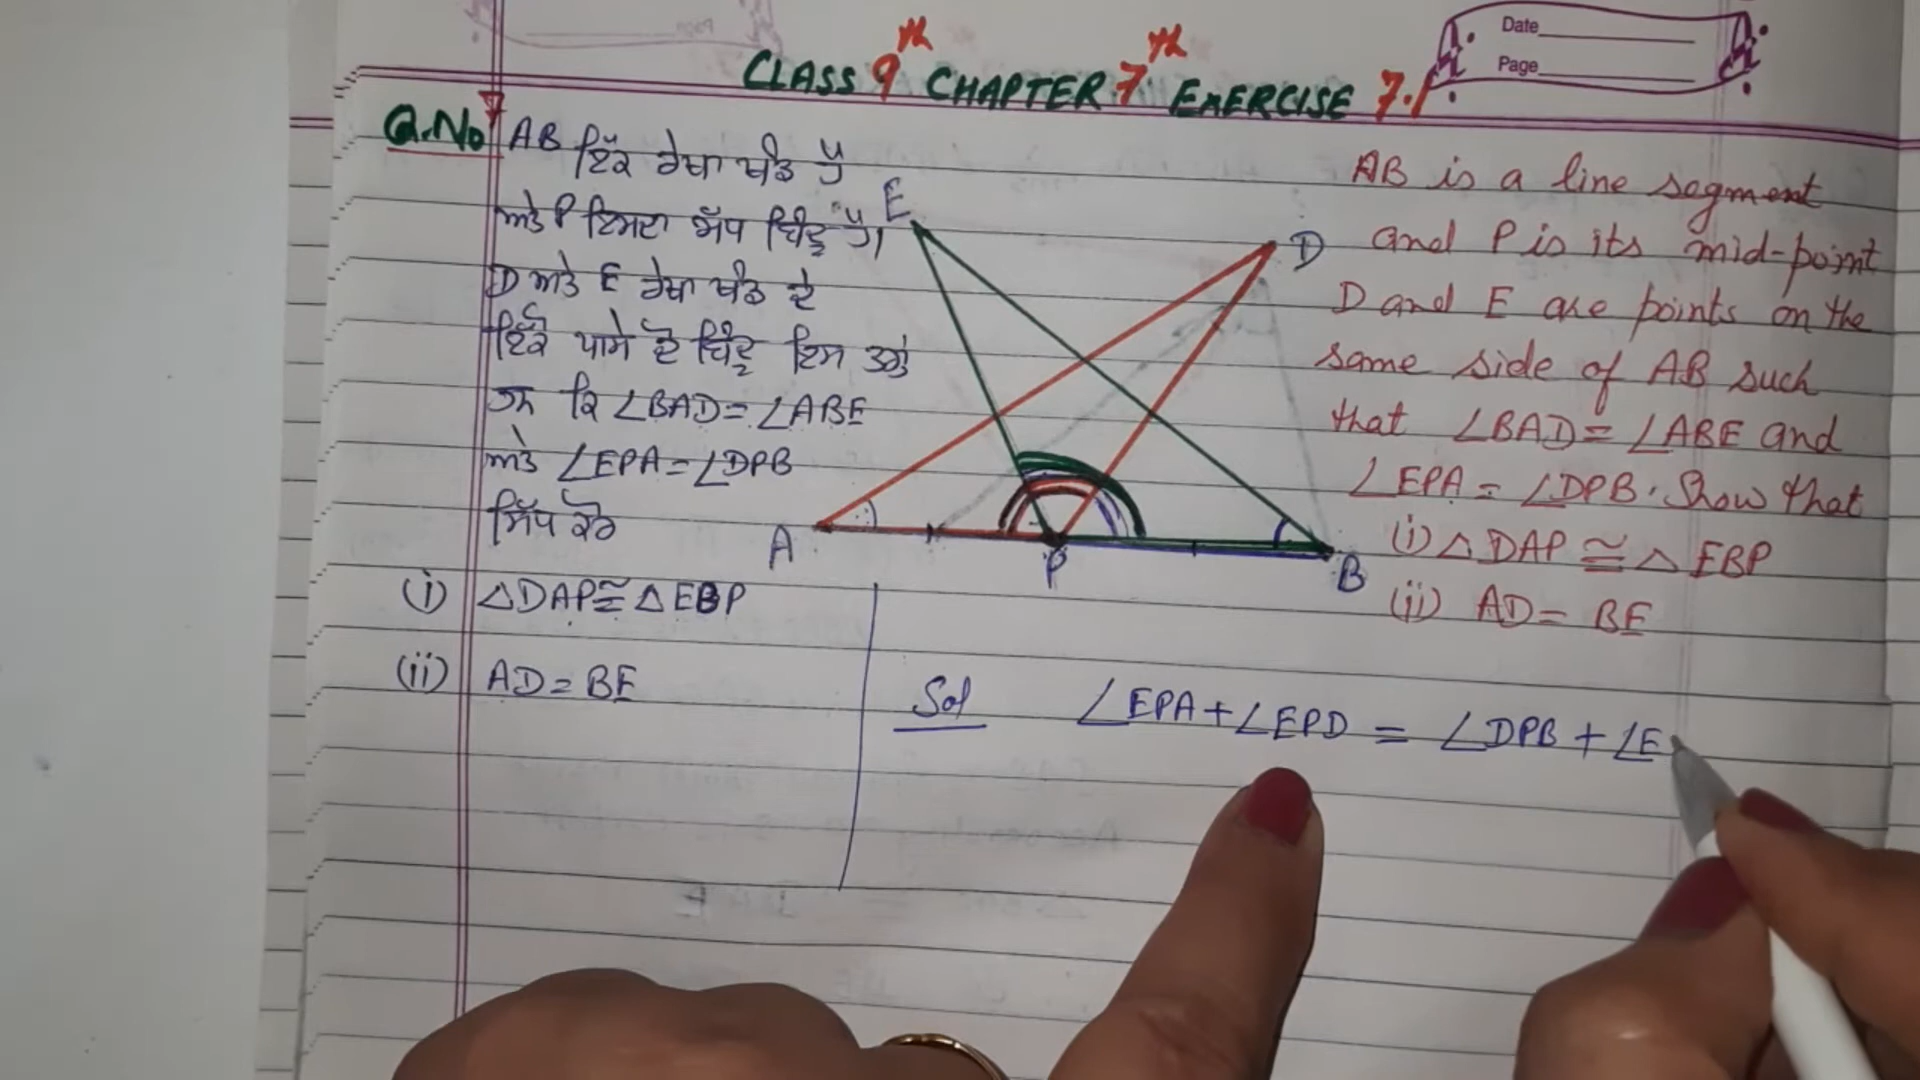 Date
Page
CLASS 9th CHAPTER 7th EXERCISE 7.1
Q.No
AB ਇੱਕ ਰੇਖਾ ਖੰਡ ਹੈ
ਅਤੇ P ਇਸਦਾ ਮੱਧ ਬਿੰਦੂ ਹੈ।
D ਅਤੇ E ਰੇਖਾ ਖੰਡ ਦੇ
ਇੱਕੋ ਪਾਸੇ ਦੋ ਬਿੰਦੂ ਇਸ ਤਰ੍ਹਾਂ
ਹਨ ਕਿ ∠BAD = ∠ABE
ਅਤੇ ∠EPA = ∠DPB
ਸਿੱਧ ਕਰੋ
(i) △DAP ≅ △EBP
(ii) AD = BE
E
D
A
P
B
AB is a line segment
and P is its mid-point
D and E are points on the
same side of AB such
that ∠BAD = ∠ABE and
∠EPA = ∠DPB. Show that
(i) △ DAP ≅ △ EBP
(ii) AD = BE
Sol ∠EPA + ∠EPD = ∠DPB + ∠E